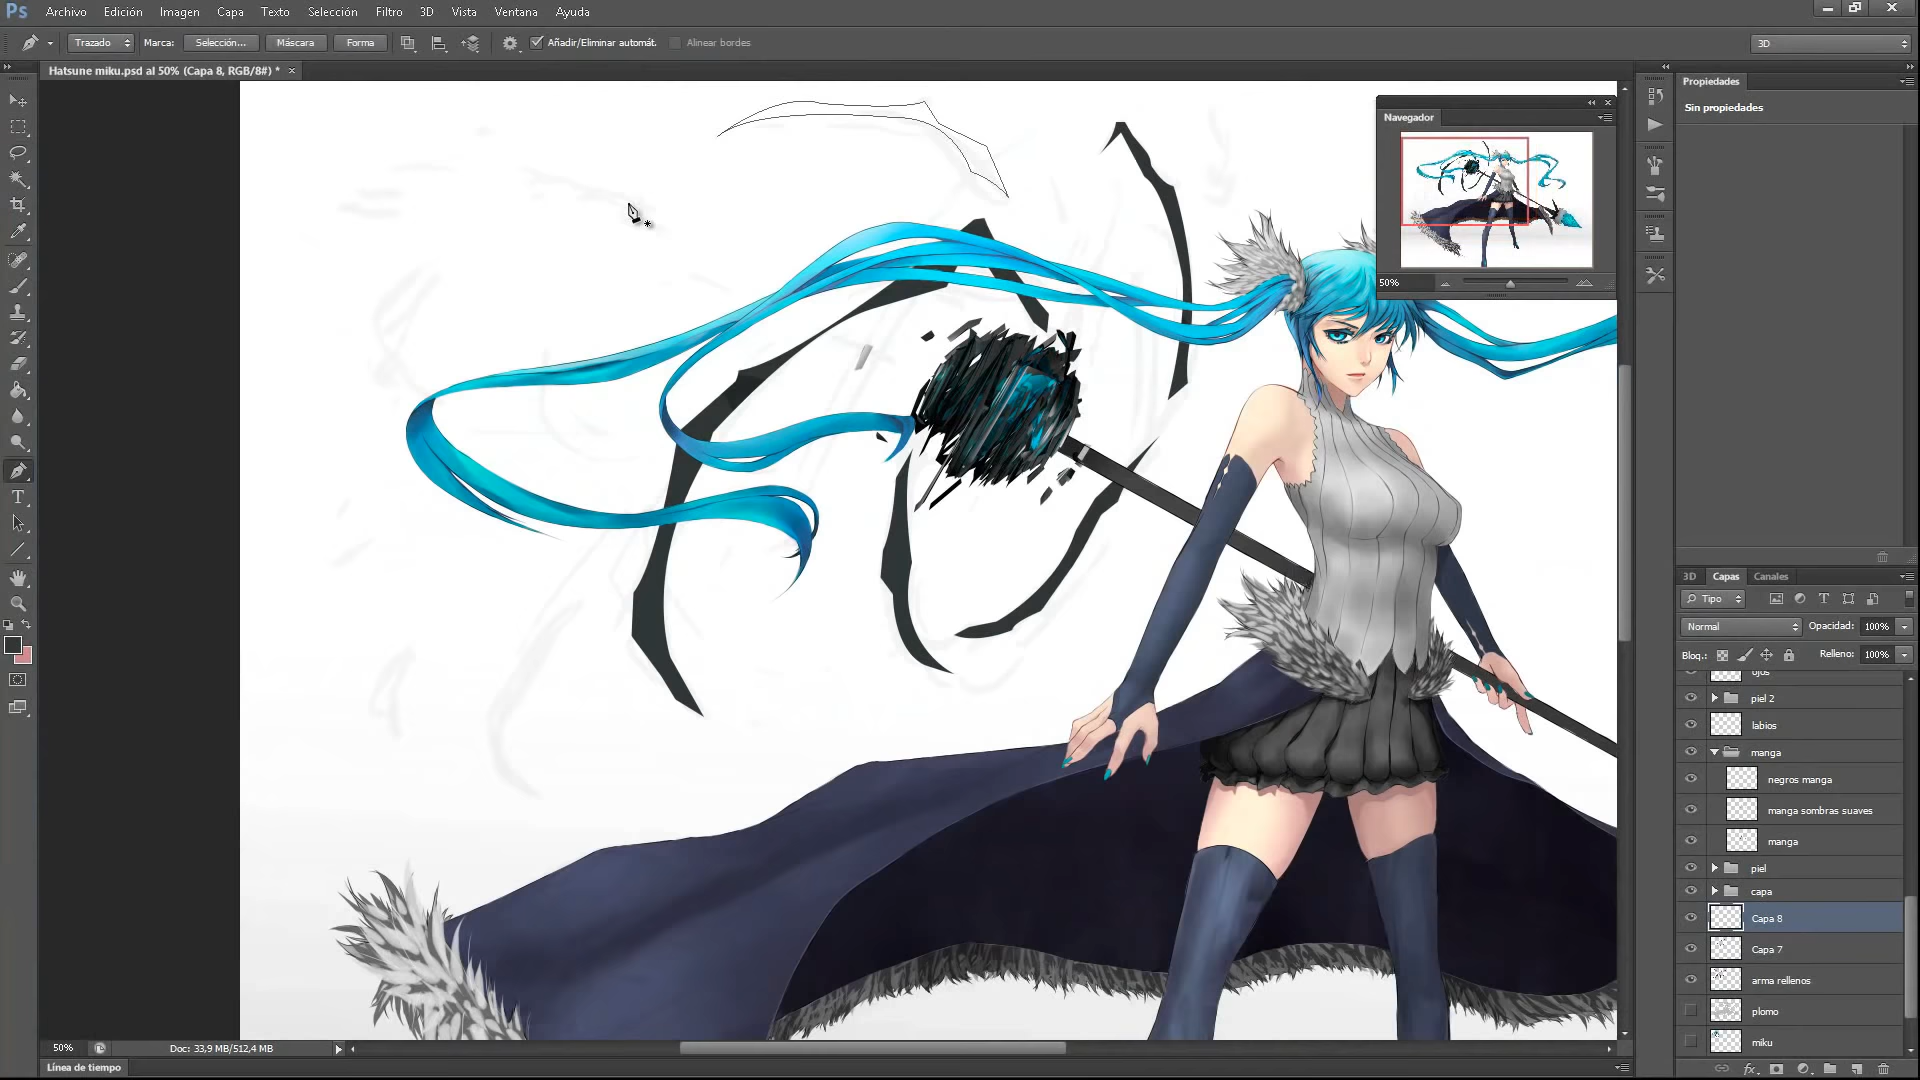 Ps Archivo Edición Imagen Capa Texto Selección Filtro 3D Vista Ventana Ayuda
Trazado Marca: Selección... Máscara Forma Añadir/Eliminar automát. Alinear bordes 3D
Hatsune miku.psd al 50% (Capa 8, RGB/8#) *
Propiedades
Sin propiedades
Navegador
50%
3D Capas Canales
Tipo
Normal Opacidad: 100%
Bloq.: Relleno: 100%
ojos
piel 2
labios
manga
negros manga
manga sombras suaves
manga
piel
capa
Capa 8
Capa 7
arma rellenos
plomo
miku
50% Doc: 33,9 MB/512,4 MB
Línea de tiempo